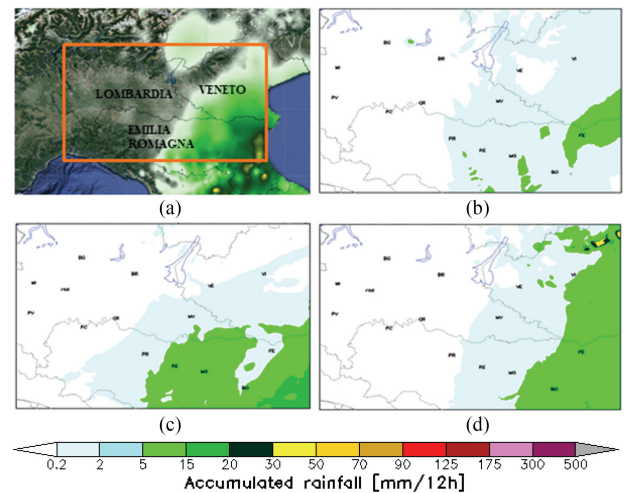 LOMBARDIA
VENETO
EMILIA
ROMAGNA
(a)
BG
BR
VE
VI
MI
PV
PC
CR
MV
PR
RE
MO
FE
BO
(b)
BG
BR
VE
VI
MI
PV
PC
CR
MV
PR
RE
MO
FE
BO
(c)
BG
BR
VE
VI
MI
PV
PC
CR
MV
PR
RE
MO
FE
BO
(d)
0.2 2 5 15 20 30 50 70 90 125 175 300 500
Accumulated rainfall [mm/12h]